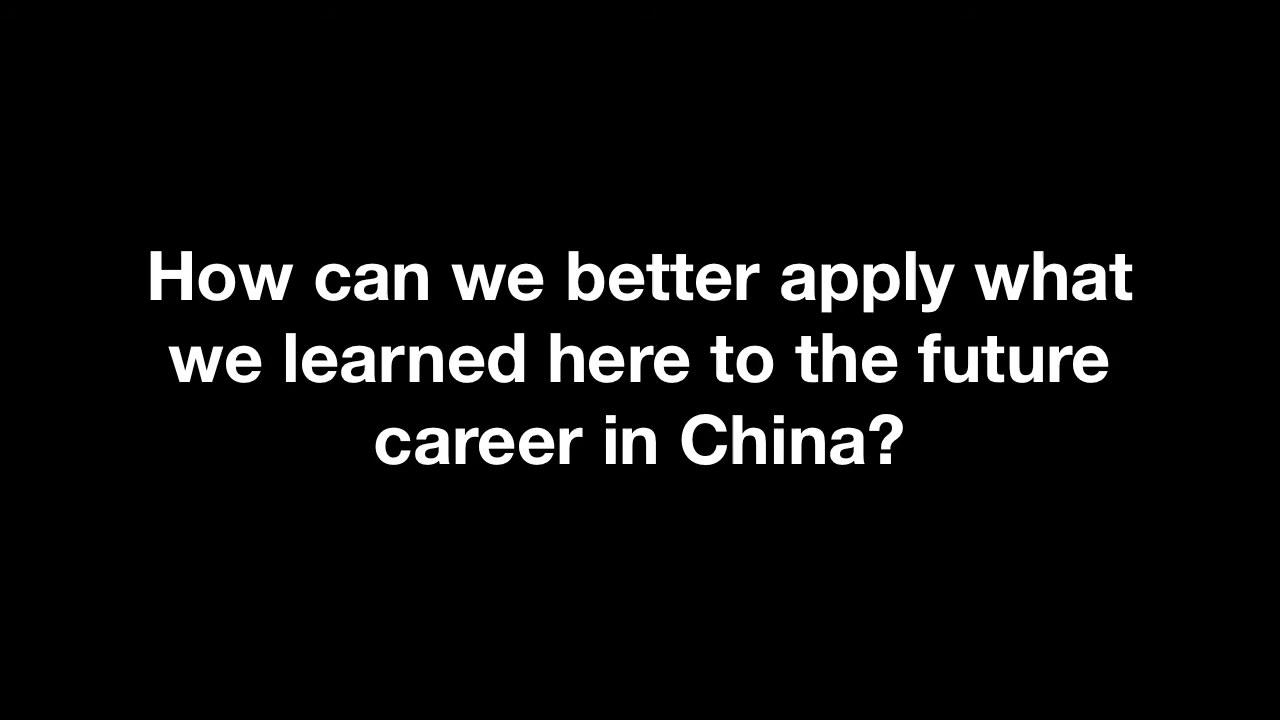 How can we better apply what
we learned here to the future
career in China?